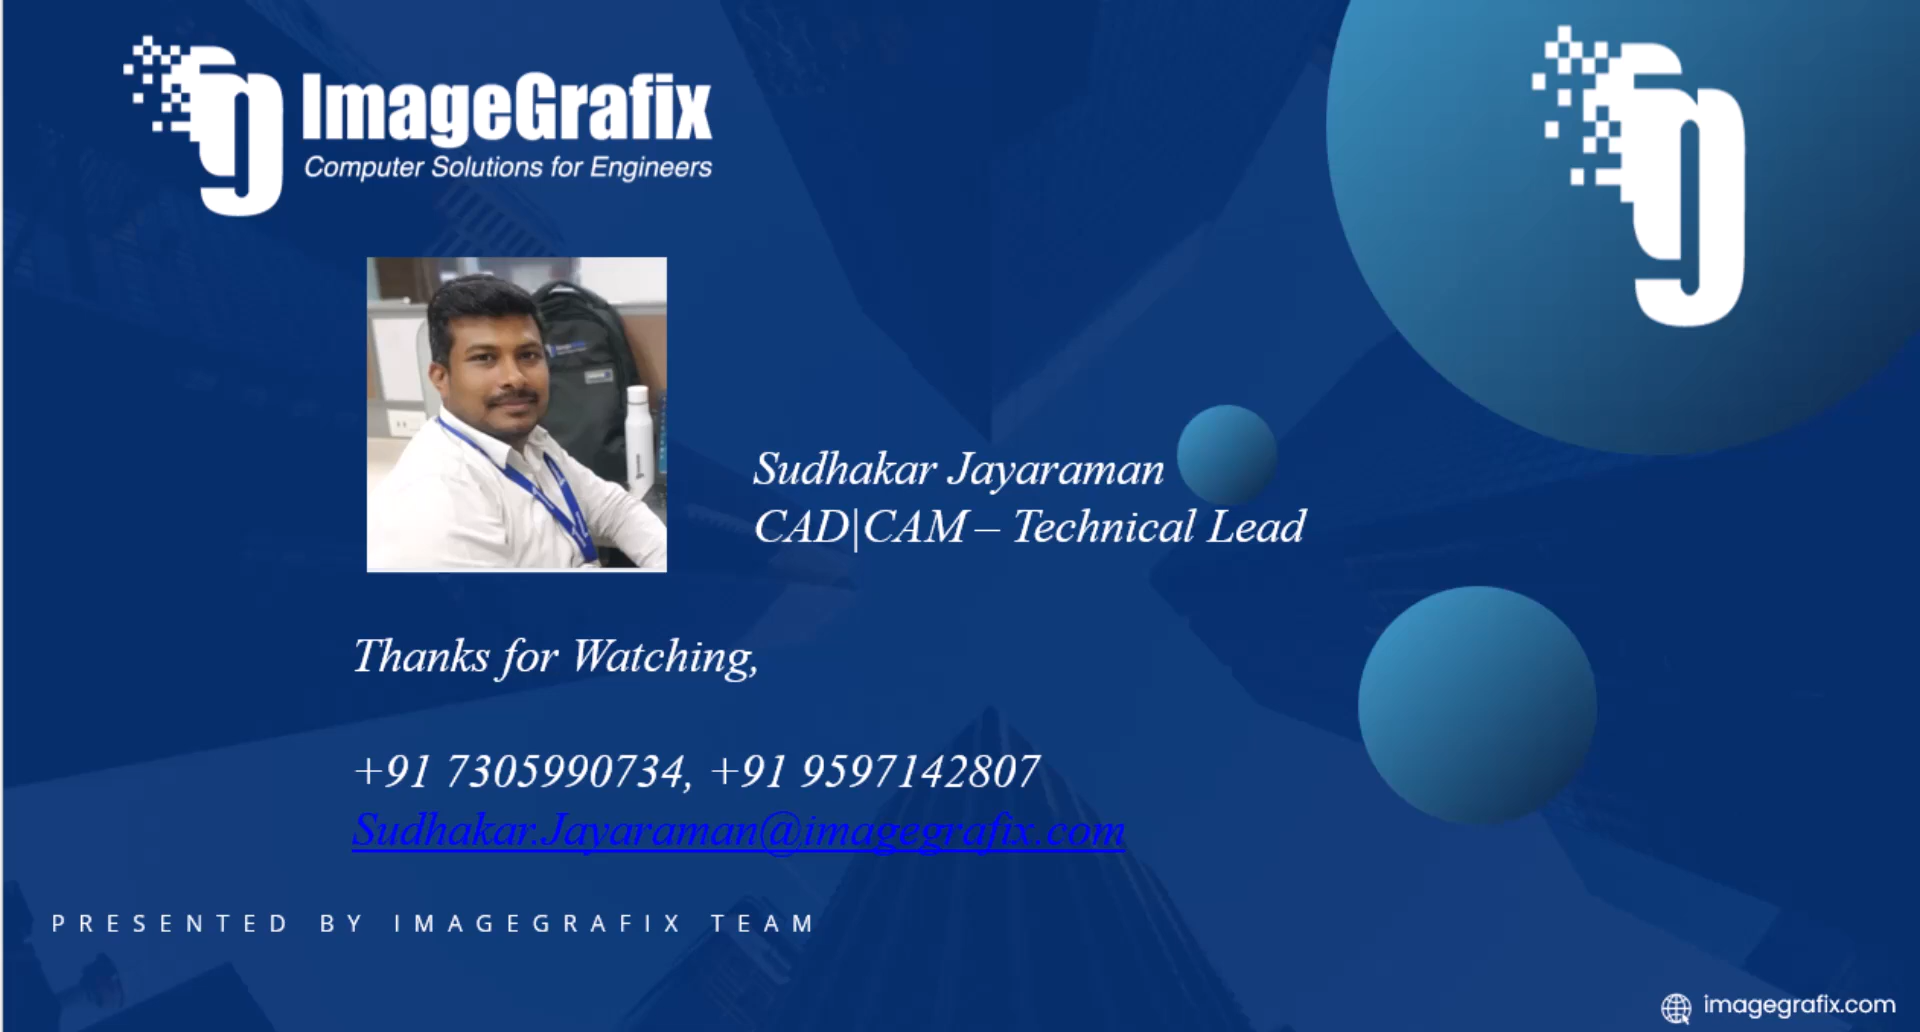 ImageGrafix
Computer Solutions for Engineers
Sudhakar Jayaraman
CAD|CAM – Technical Lead
Thanks for Watching,
+91 7305990734, +91 9597142807
Sudhakar.Jayaraman@imagegrafix.com
PRESENTED BY IMAGEGRAFIX TEAM
imagegrafix.com